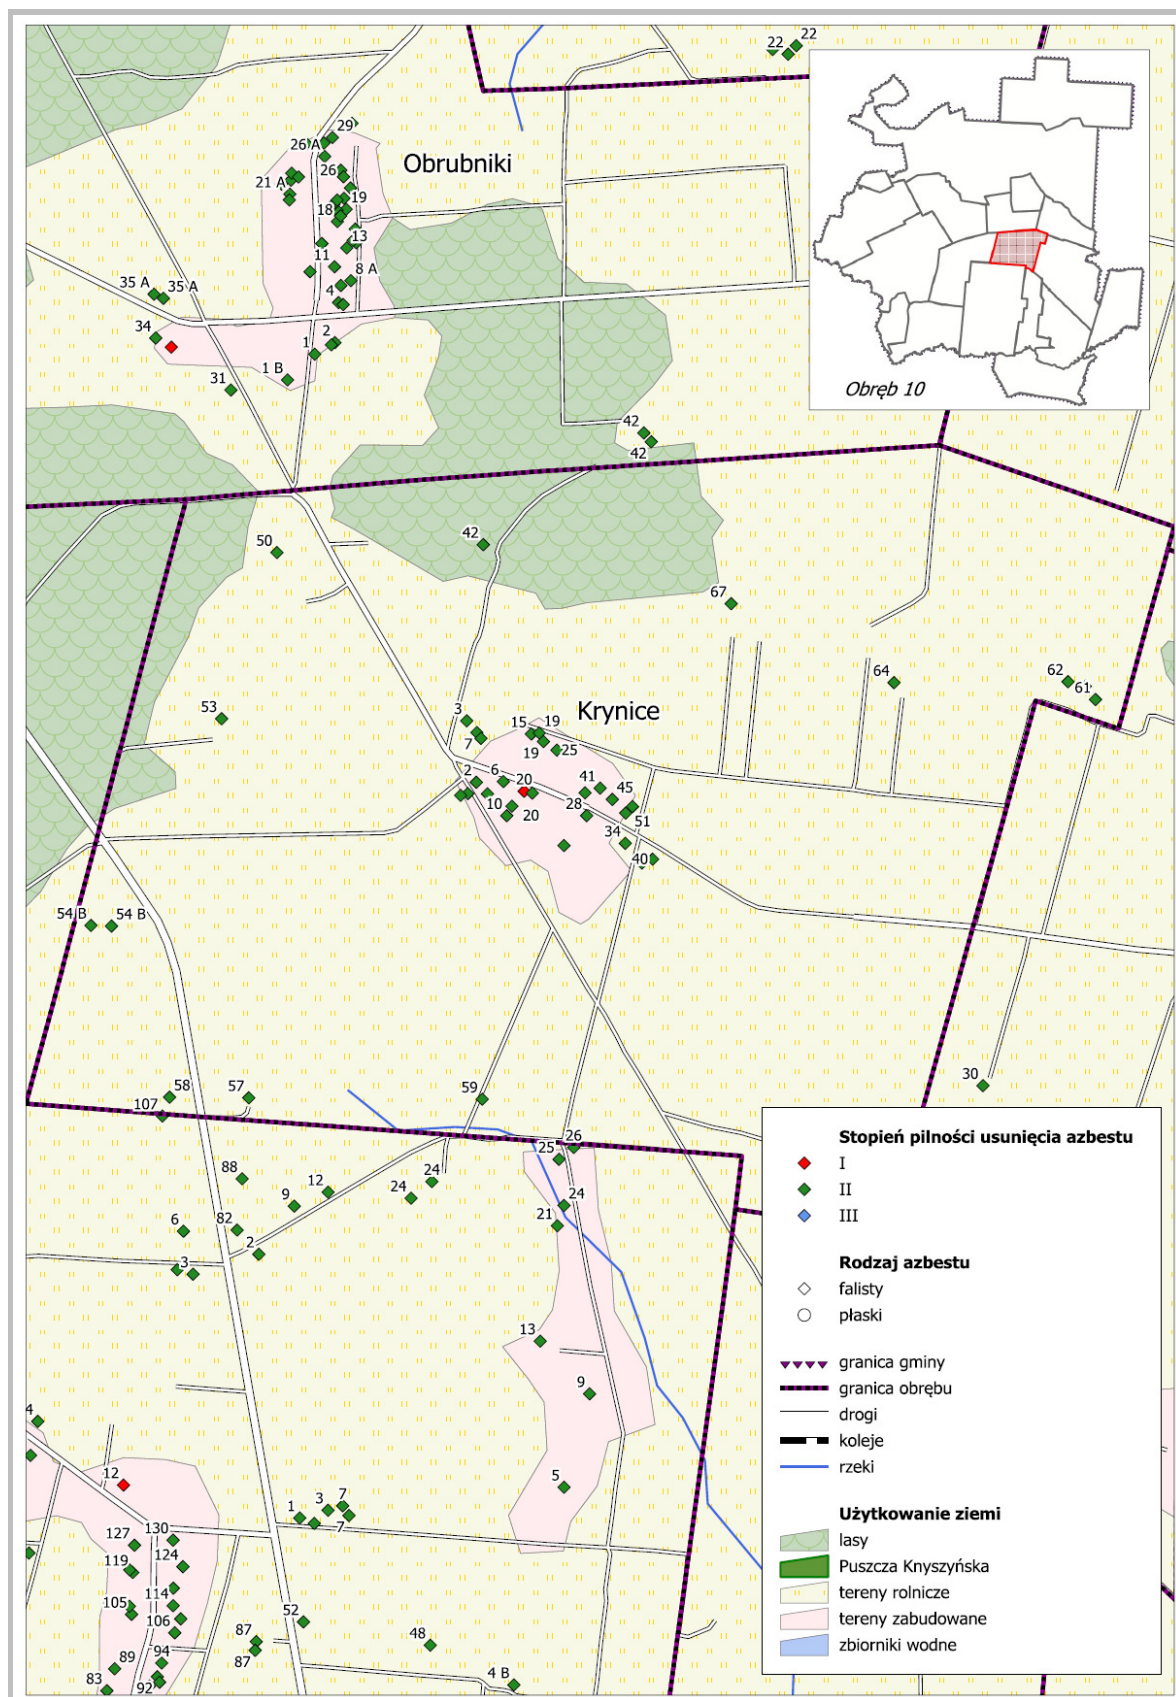 22
22
29
26 A
Obrubniki
26
21 A
19
18
13
11
8 A
35 A
35 A
4
34
2
1
1 B
31
Obręb 10
42
42
42
50
67
64
62
61
53
3
Krynice
15
19
7
19
25
2
6
20
41
45
10
20
28
51
34
40
54 B
54 B
30
58
57
59
107
26
25
88
12
24
24
9
24
6
82
21
2
3
13
9
4
12
5
1
3
7
7
127
130
119
124
105
114
106
52
87
48
87
89
94
83
92
4 B
Stopień pilności usunięcia azbestu
I
II
III
Rodzaj azbestu
falisty
płaski
granica gminy
granica obrębu
drogi
koleje
rzeki
Użytkowanie ziemi
lasy
Puszcza Knyszyńska
tereny rolnicze
tereny zabudowane
zbiorniki wodne